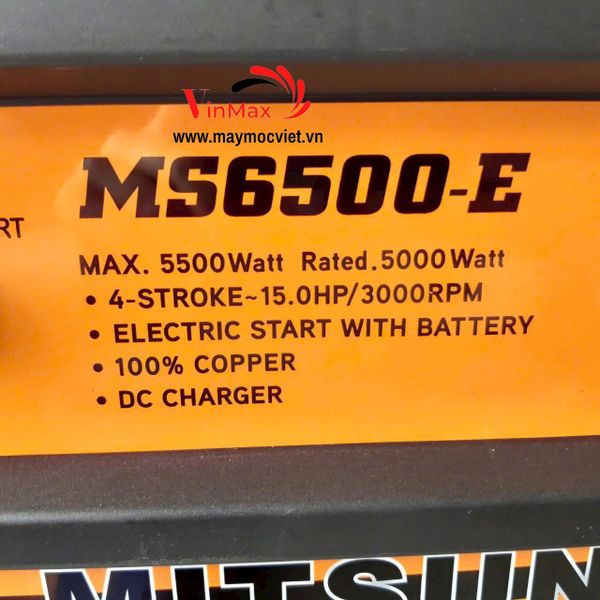 VinMax
www.maymocviet.vn
MS6500-E
MAX. 5500Watt Rated.5000Watt
• 4-STROKE~15.0HP/3000RPM
• ELECTRIC START WITH BATTERY
• 100% COPPER
• DC CHARGER